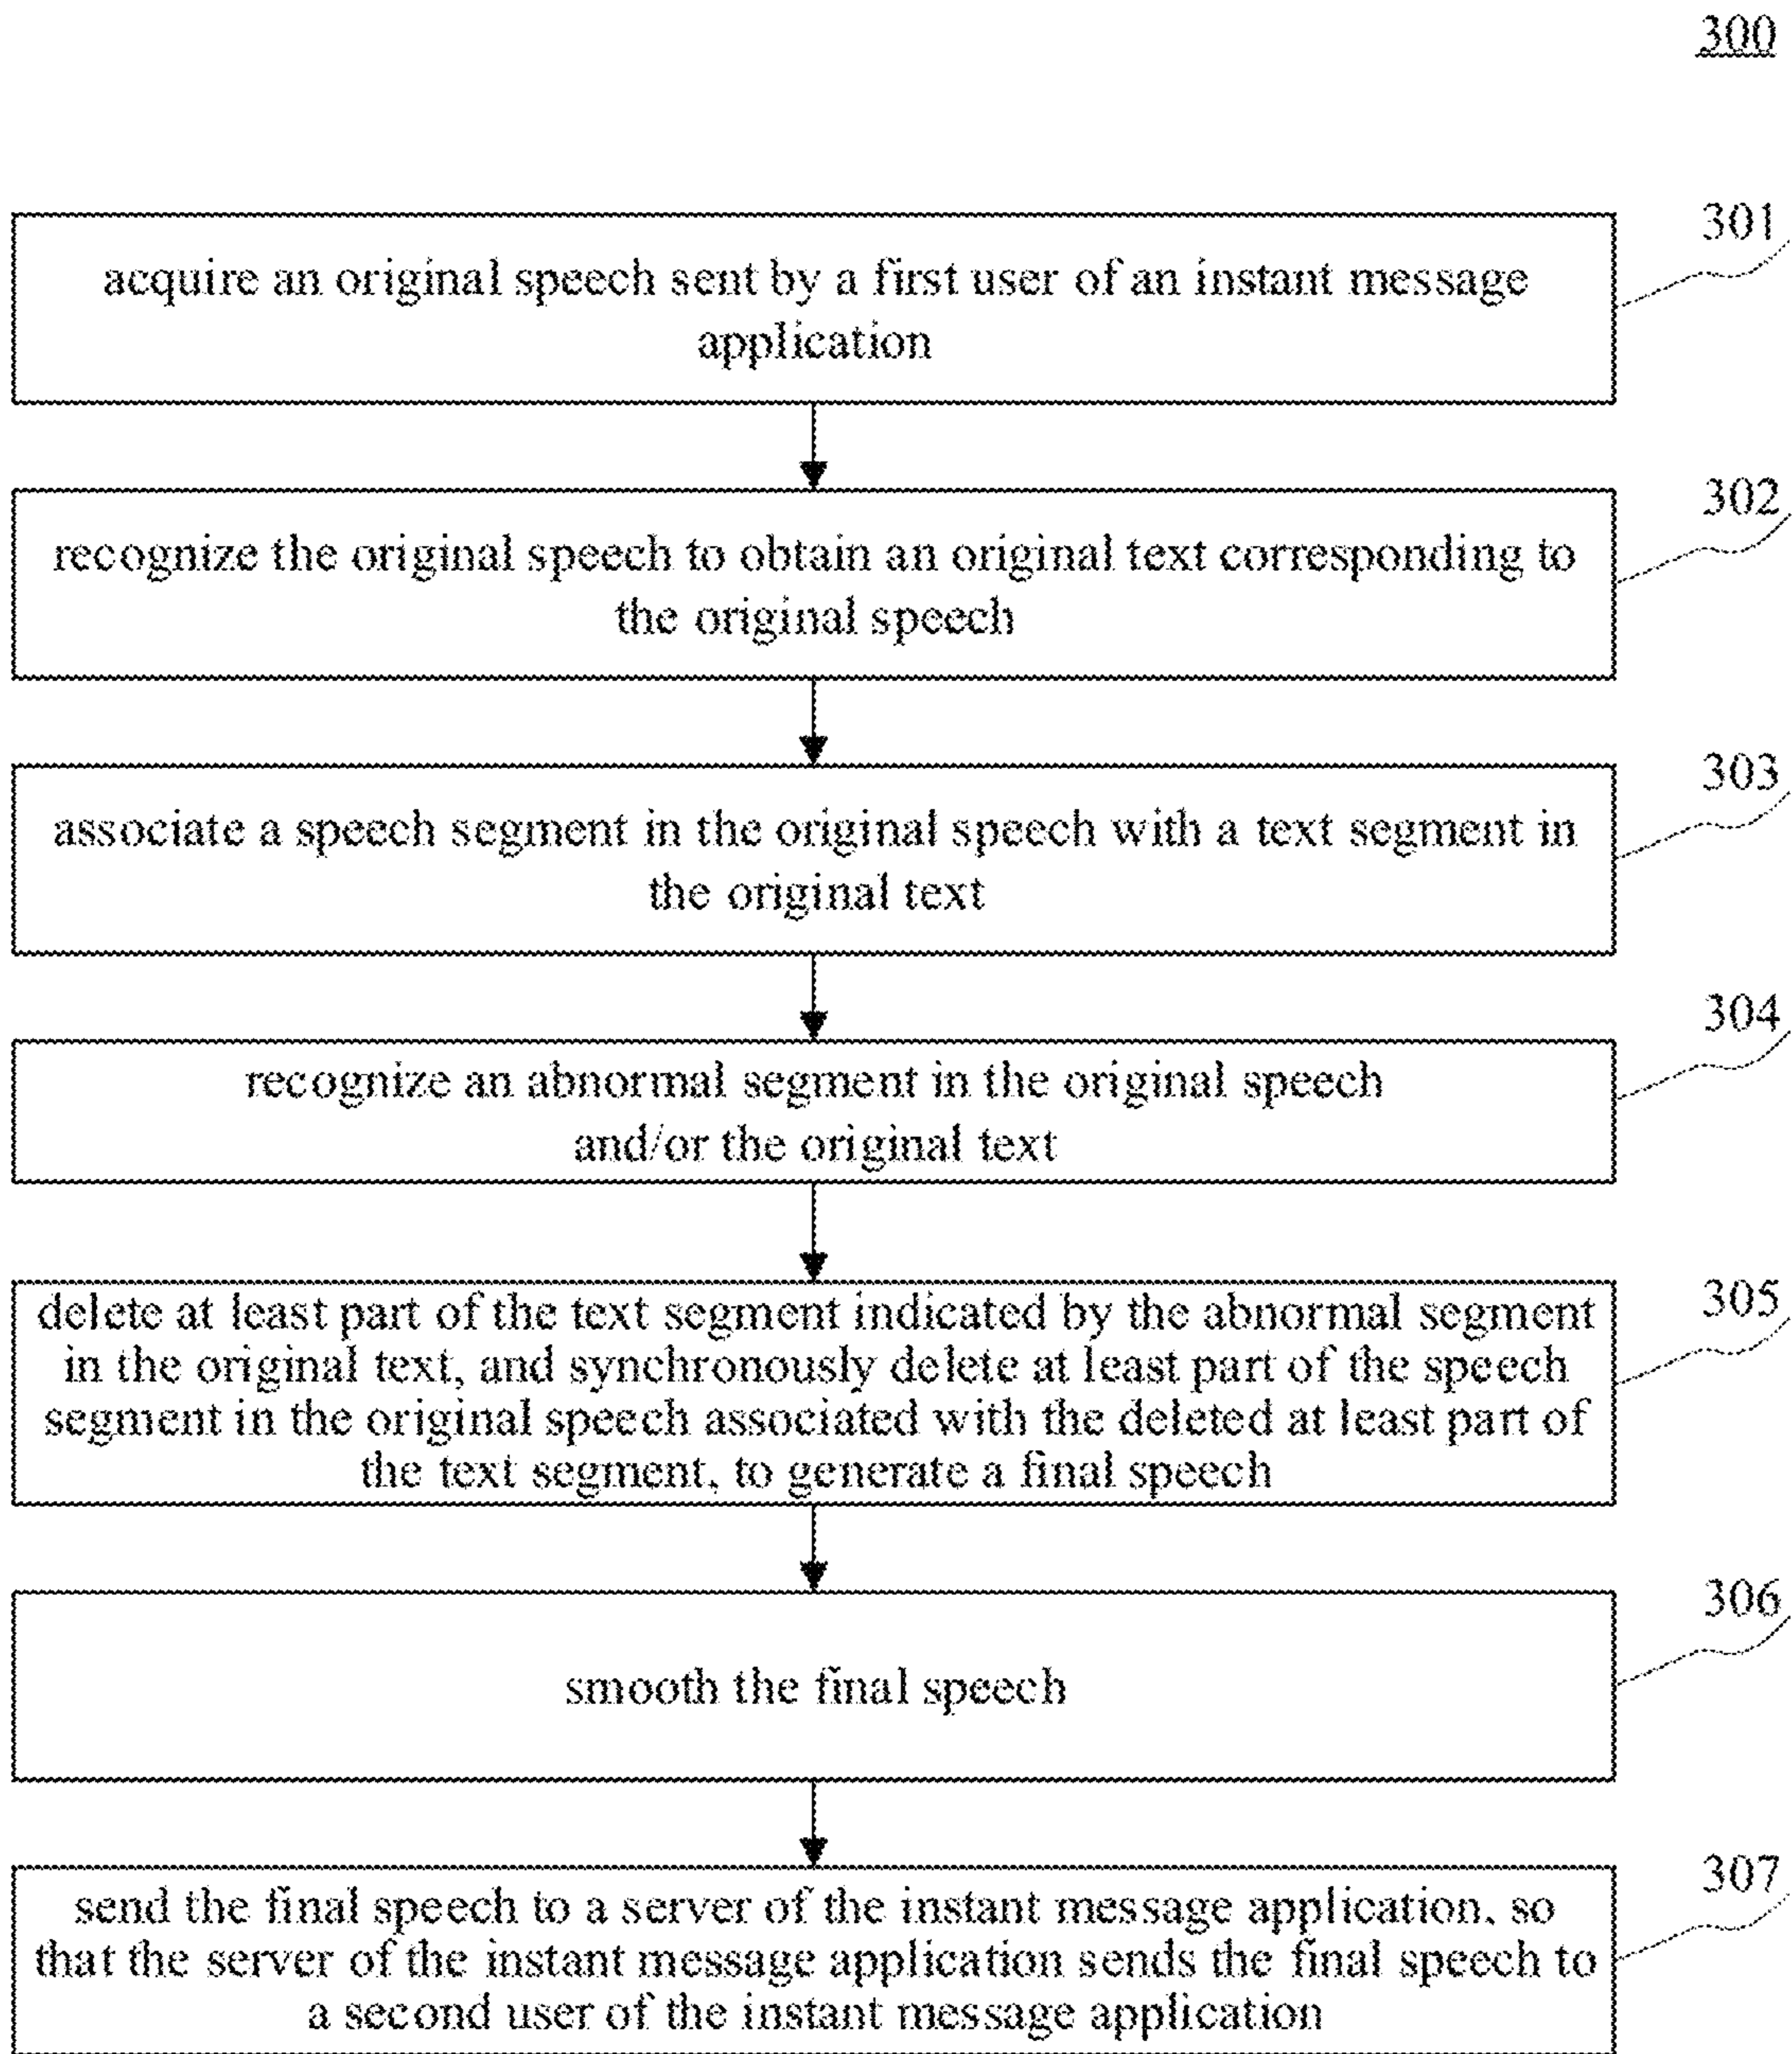 300
301
acquire an original speech sent by a first user of an instant message
application
302
recognize the original speech to obtain an original text corresponding to
the original speech
303
associate a speech segment in the original speech with a text segment in
the original text
304
recognize an abnormal segment in the original speech
and/or the original text
305
delete at least part of the text segment indicated by the abnormal segment
in the original text, and synchronously delete at least part of the speech
segment in the original speech associated with the deleted at least part of
the text segment, to generate a final speech
306
smooth the final speech
307
send the final speech to a server of the instant message application, so
that the server of the instant message application sends the final speech to
a second user of the instant message application